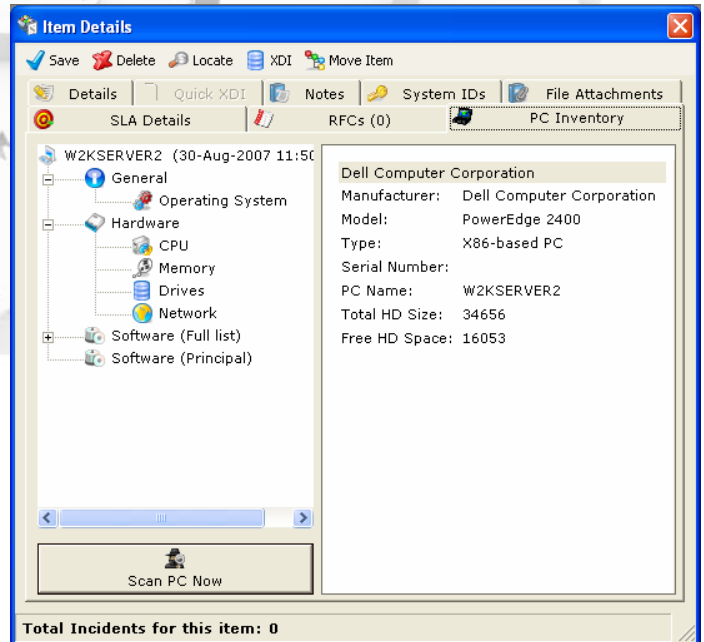 Item Details
Save Delete Locate XDI Move Item
Details Quick XDI Notes System IDs File Attachments
SLA Details RFCs (0) PC Inventory
W2KSERVER2 (30-Aug-2007 11:50
General
Operating System
Hardware
CPU
Memory
Drives
Network
Software (Full list)
Software (Principal)
Scan PC Now
Dell Computer Corporation
Manufacturer: Dell Computer Corporation
Model: PowerEdge 2400
Type: X86-based PC
Serial Number:
PC Name: W2KSERVER2
Total HD Size: 34656
Free HD Space: 16053
Total Incidents for this item: 0